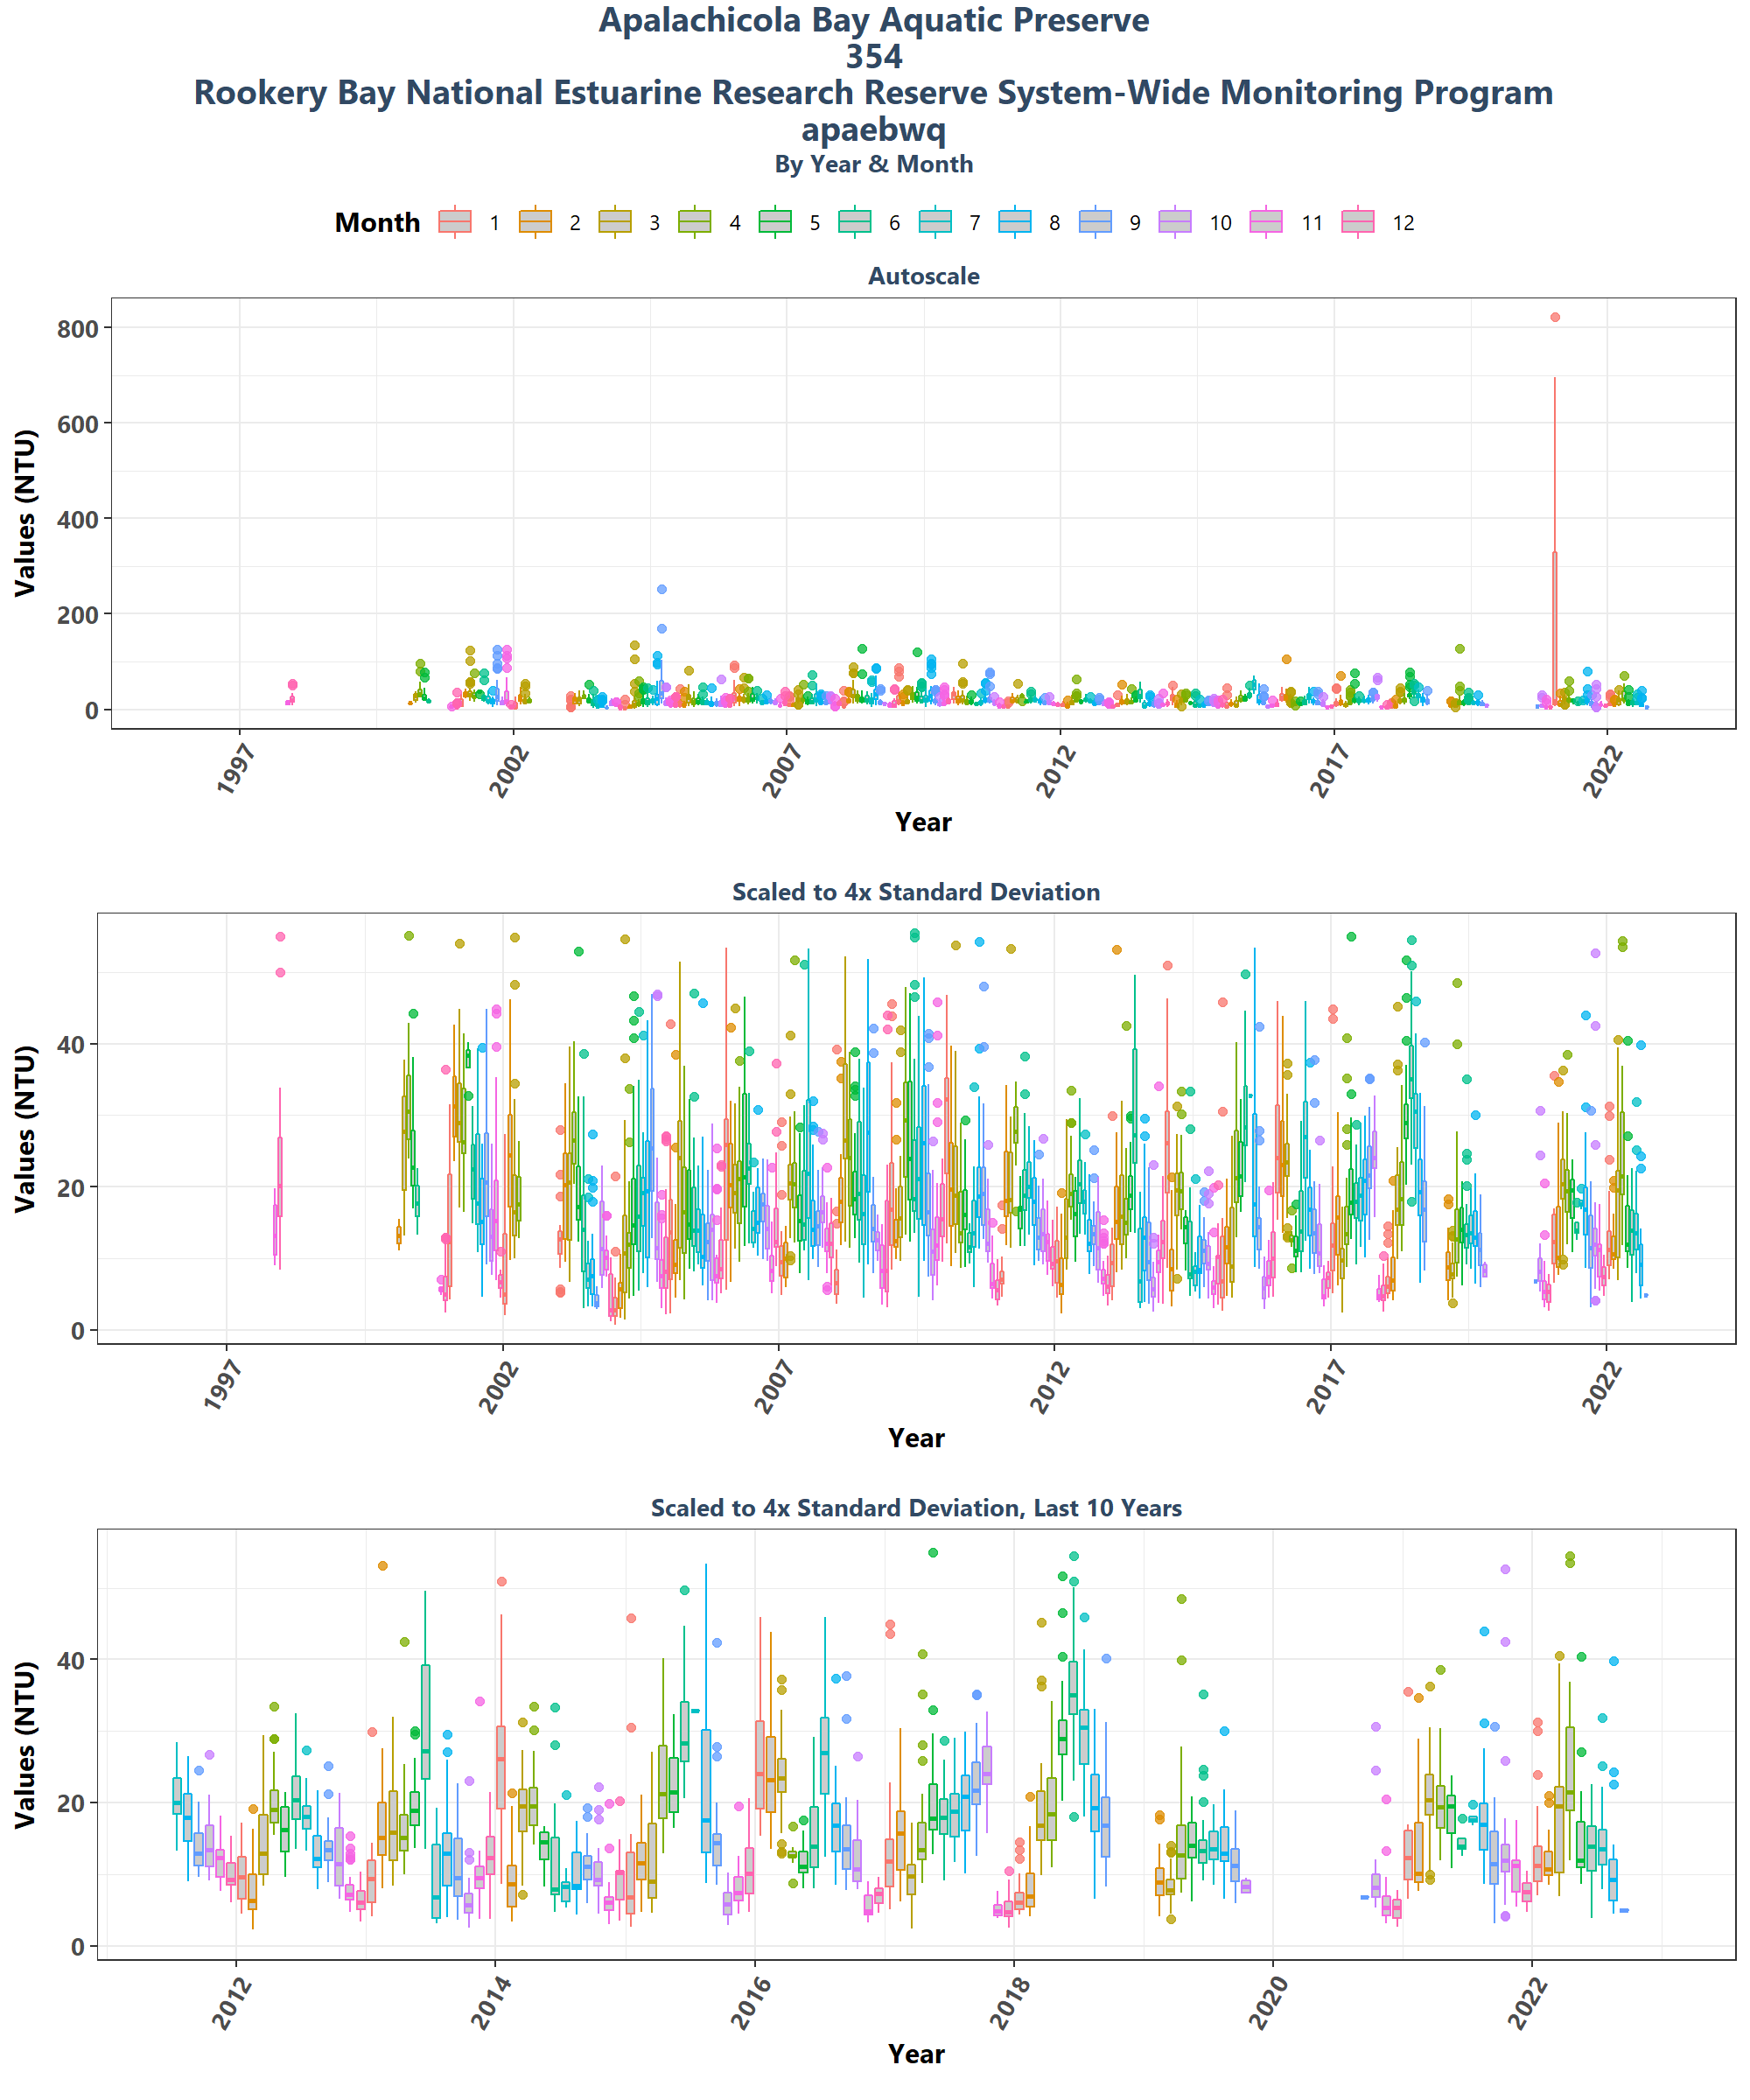 Apalachicola Bay Aquatic Preserve
354
Rookery Bay National Estuarine Research Reserve System-Wide Monitoring Program
apaebwq
By Year & Month
Month 1 2 3 4 5 6 7 8 9 10 11 12
Autoscale
Values (NTU)
800
600
400
200
0
1997 2002 2007 2012 2017 2022
Year
Scaled to 4x Standard Deviation
Values (NTU)
40
20
0
1997 2002 2007 2012 2017 2022
Year
Scaled to 4x Standard Deviation, Last 10 Years
Values (NTU)
40
20
0
2012 2014 2016 2018 2020 2022
Year